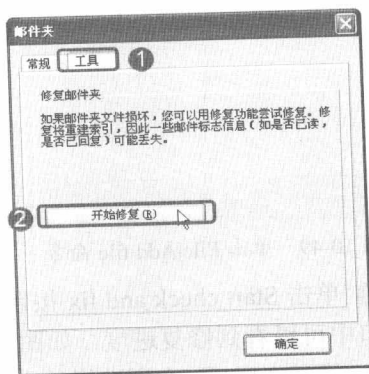 邮件夹
常规 工具 1
修复邮件夹
如果邮件夹文件损坏，您可以用修复功能尝试修复。修
复将重建索引，因此一些邮件标志信息（如是否已读，
是否已回复）可能丢失。
2 开始修复(R)
确定